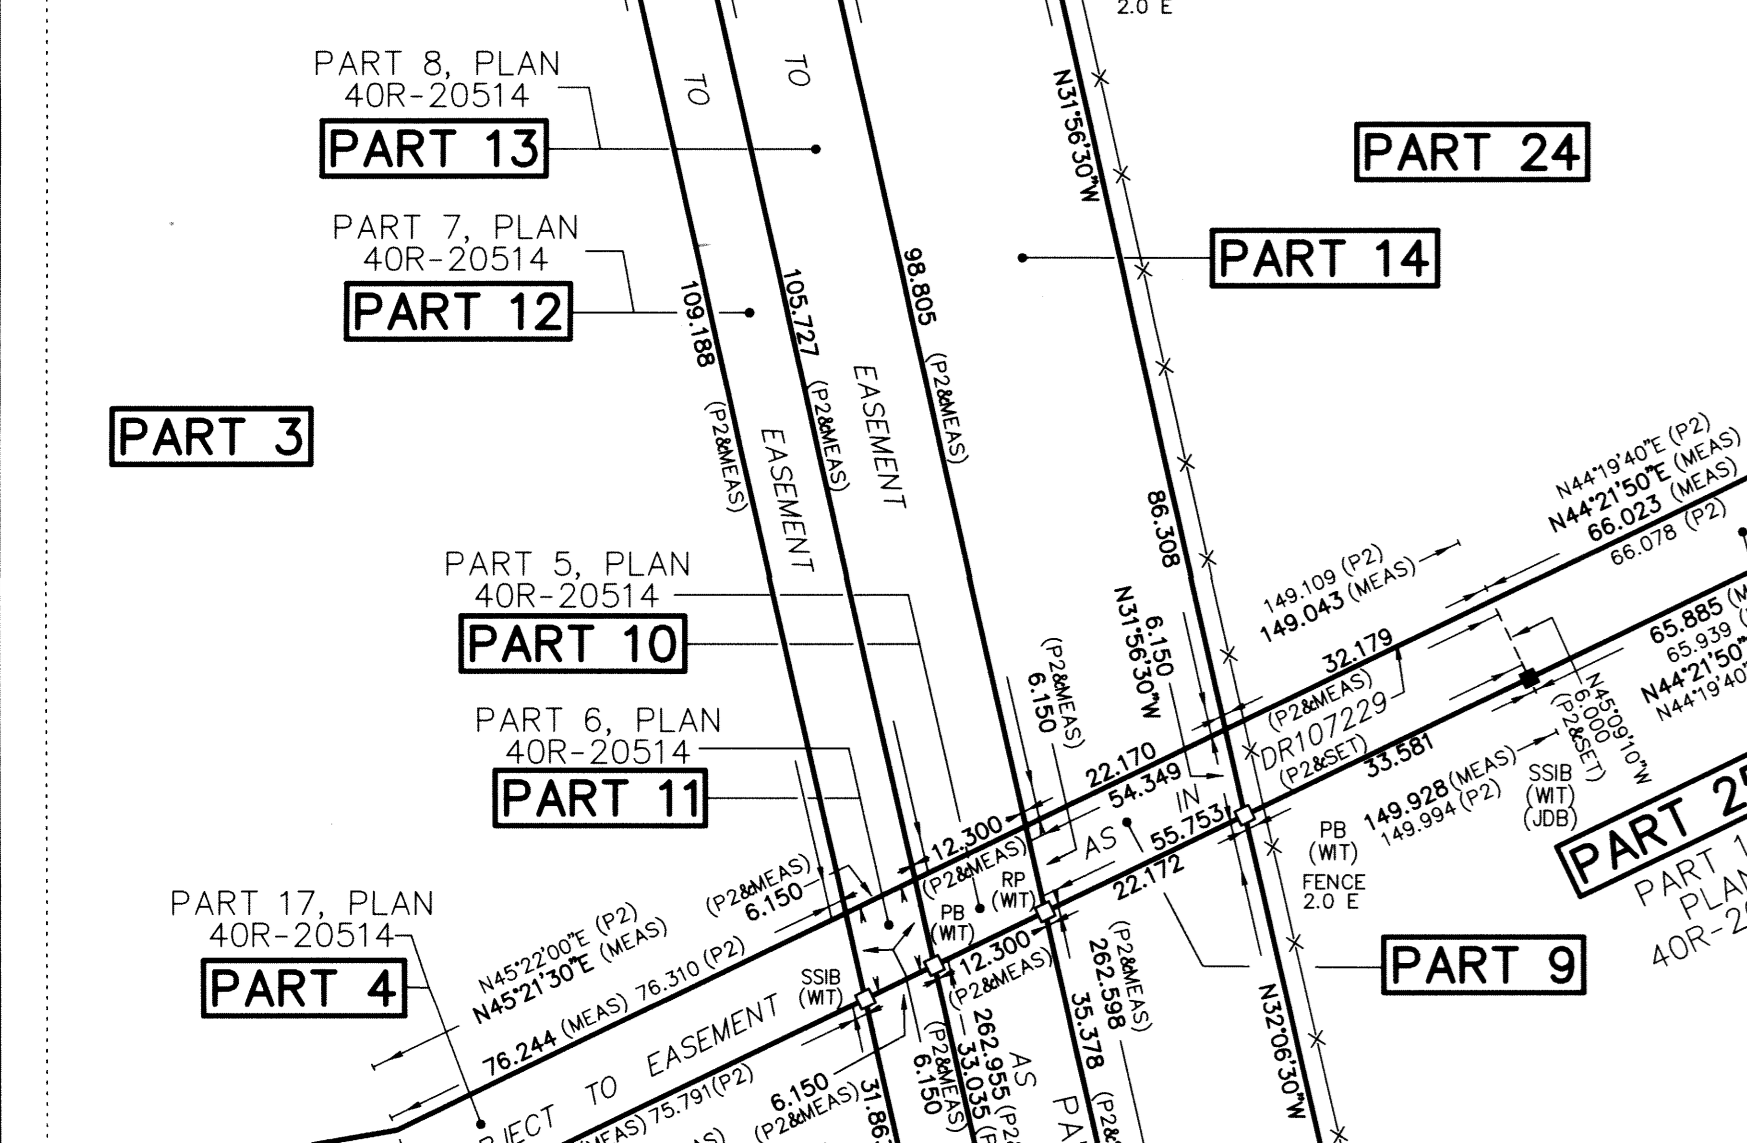 2.0 E
PART 8, PLAN
40R-20514
PART 13
TO
TO
N31°56'30"W
PART 24
PART 7, PLAN
40R-20514
PART 12
PART 14
109.188
(P2&MEAS)
105.727
(P2&MEAS)
98.805
(P2&MEAS)
EASEMENT
EASEMENT
PART 3
86.308
N44°19'40"E (P2)
N44°21'50"E (MEAS)
66.023 (MEAS)
66.078 (P2)
149.109 (P2)
149.043 (MEAS)
PART 5, PLAN
40R-20514
PART 10
6.150
N31°56'30"W
(P2&MEAS)
6.150
32.179
(P2&MEAS)
DR107229
(P2&SET)
33.581
65.885
65.939
N44°21'50"
N44°19'40"
N45°09'10"W
6.000
(P2&SET)
PART 6, PLAN
40R-20514
PART 11
22.170
54.349
IN
AS
55.753
22.172
149.928 (MEAS)
149.994 (P2)
SSIB
(WIT)
(JDB)
PB
(WIT)
FENCE
2.0 E
PART
PLAN
40R-
12.300
(P2&MEAS)
RP
(WIT)
PB
(WIT)
(P2&MEAS)
6.150
PART 17, PLAN
40R-20514
PART 4
N45°22'00"E (P2)
N45°21'30"E (MEAS)
76.244 (MEAS) 76.310 (P2)
SSIB
(WIT)
12.300
(P2&MEAS)
PART 9
N32°06'30"W
(P2&MEAS)
262.598
35.378
262.955
33.035
(P2&MEAS)
6.150
AS
TO EASEMENT
75.791(P2)
6.150
(P2&MEAS)